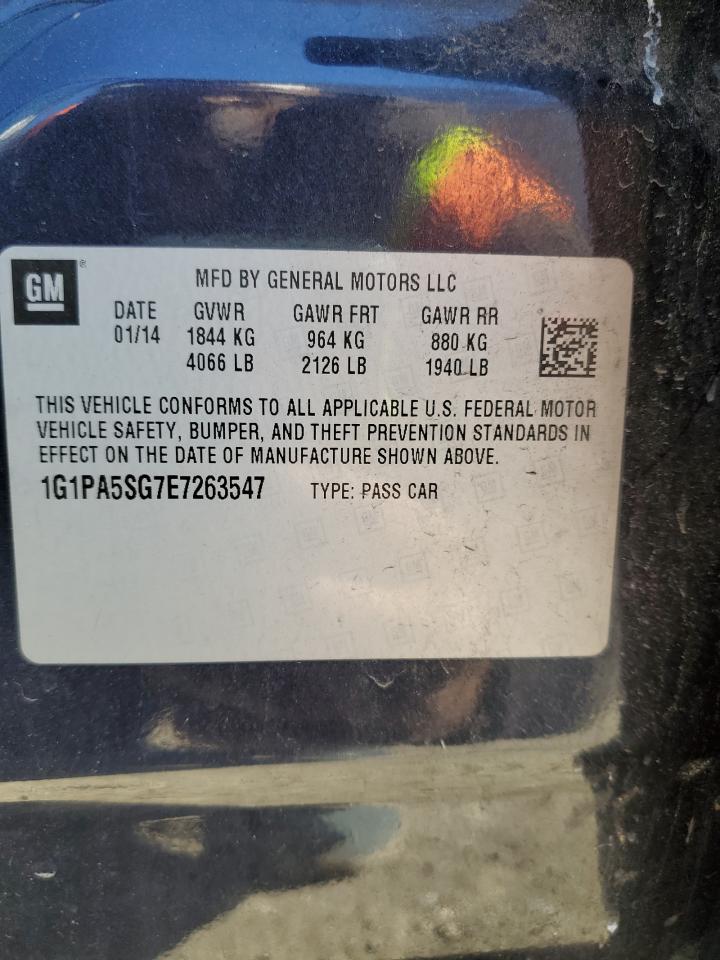 GM ®
MFD BY GENERAL MOTORS LLC
DATE GVWR GAWR FRT GAWR RR
01/14 1844 KG 964 KG 880 KG
4066 LB 2126 LB 1940 LB
THIS VEHICLE CONFORMS TO ALL APPLICABLE U.S. FEDERAL MOTOR
VEHICLE SAFETY, BUMPER, AND THEFT PREVENTION STANDARDS IN
EFFECT ON THE DATE OF MANUFACTURE SHOWN ABOVE.
1G1PA5SG7E7263547 TYPE: PASS CAR